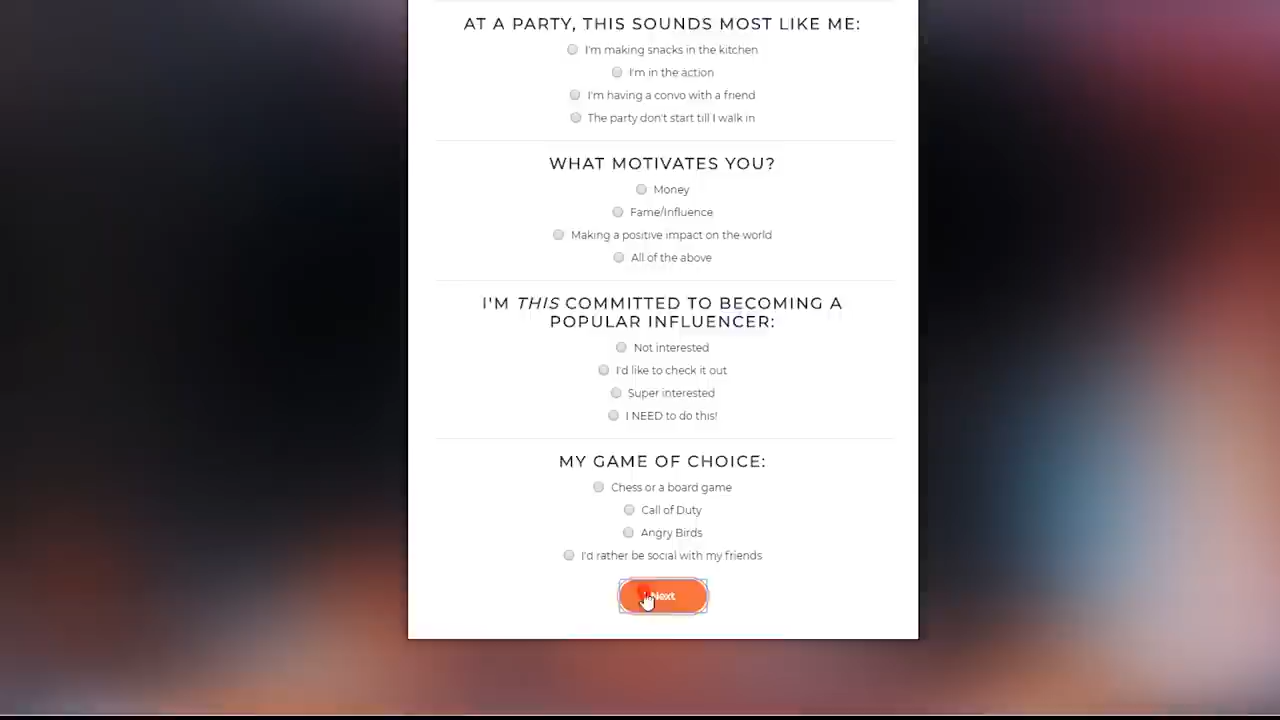 AT A PARTY, THIS SOUNDS MOST LIKE ME:
I'm making snacks in the kitchen
I'm in the action
I'm having a convo with a friend
The party don't start till I walk in
WHAT MOTIVATES YOU?
Money
Fame/Influence
Making a positive impact on the world
All of the above
I'M THIS COMMITTED TO BECOMING A
POPULAR INFLUENCER:
Not interested
I'd like to check it out
Super interested
I NEED to do this!
MY GAME OF CHOICE:
Chess or a board game
Call of Duty
Angry Birds
I'd rather be social with my friends
Next